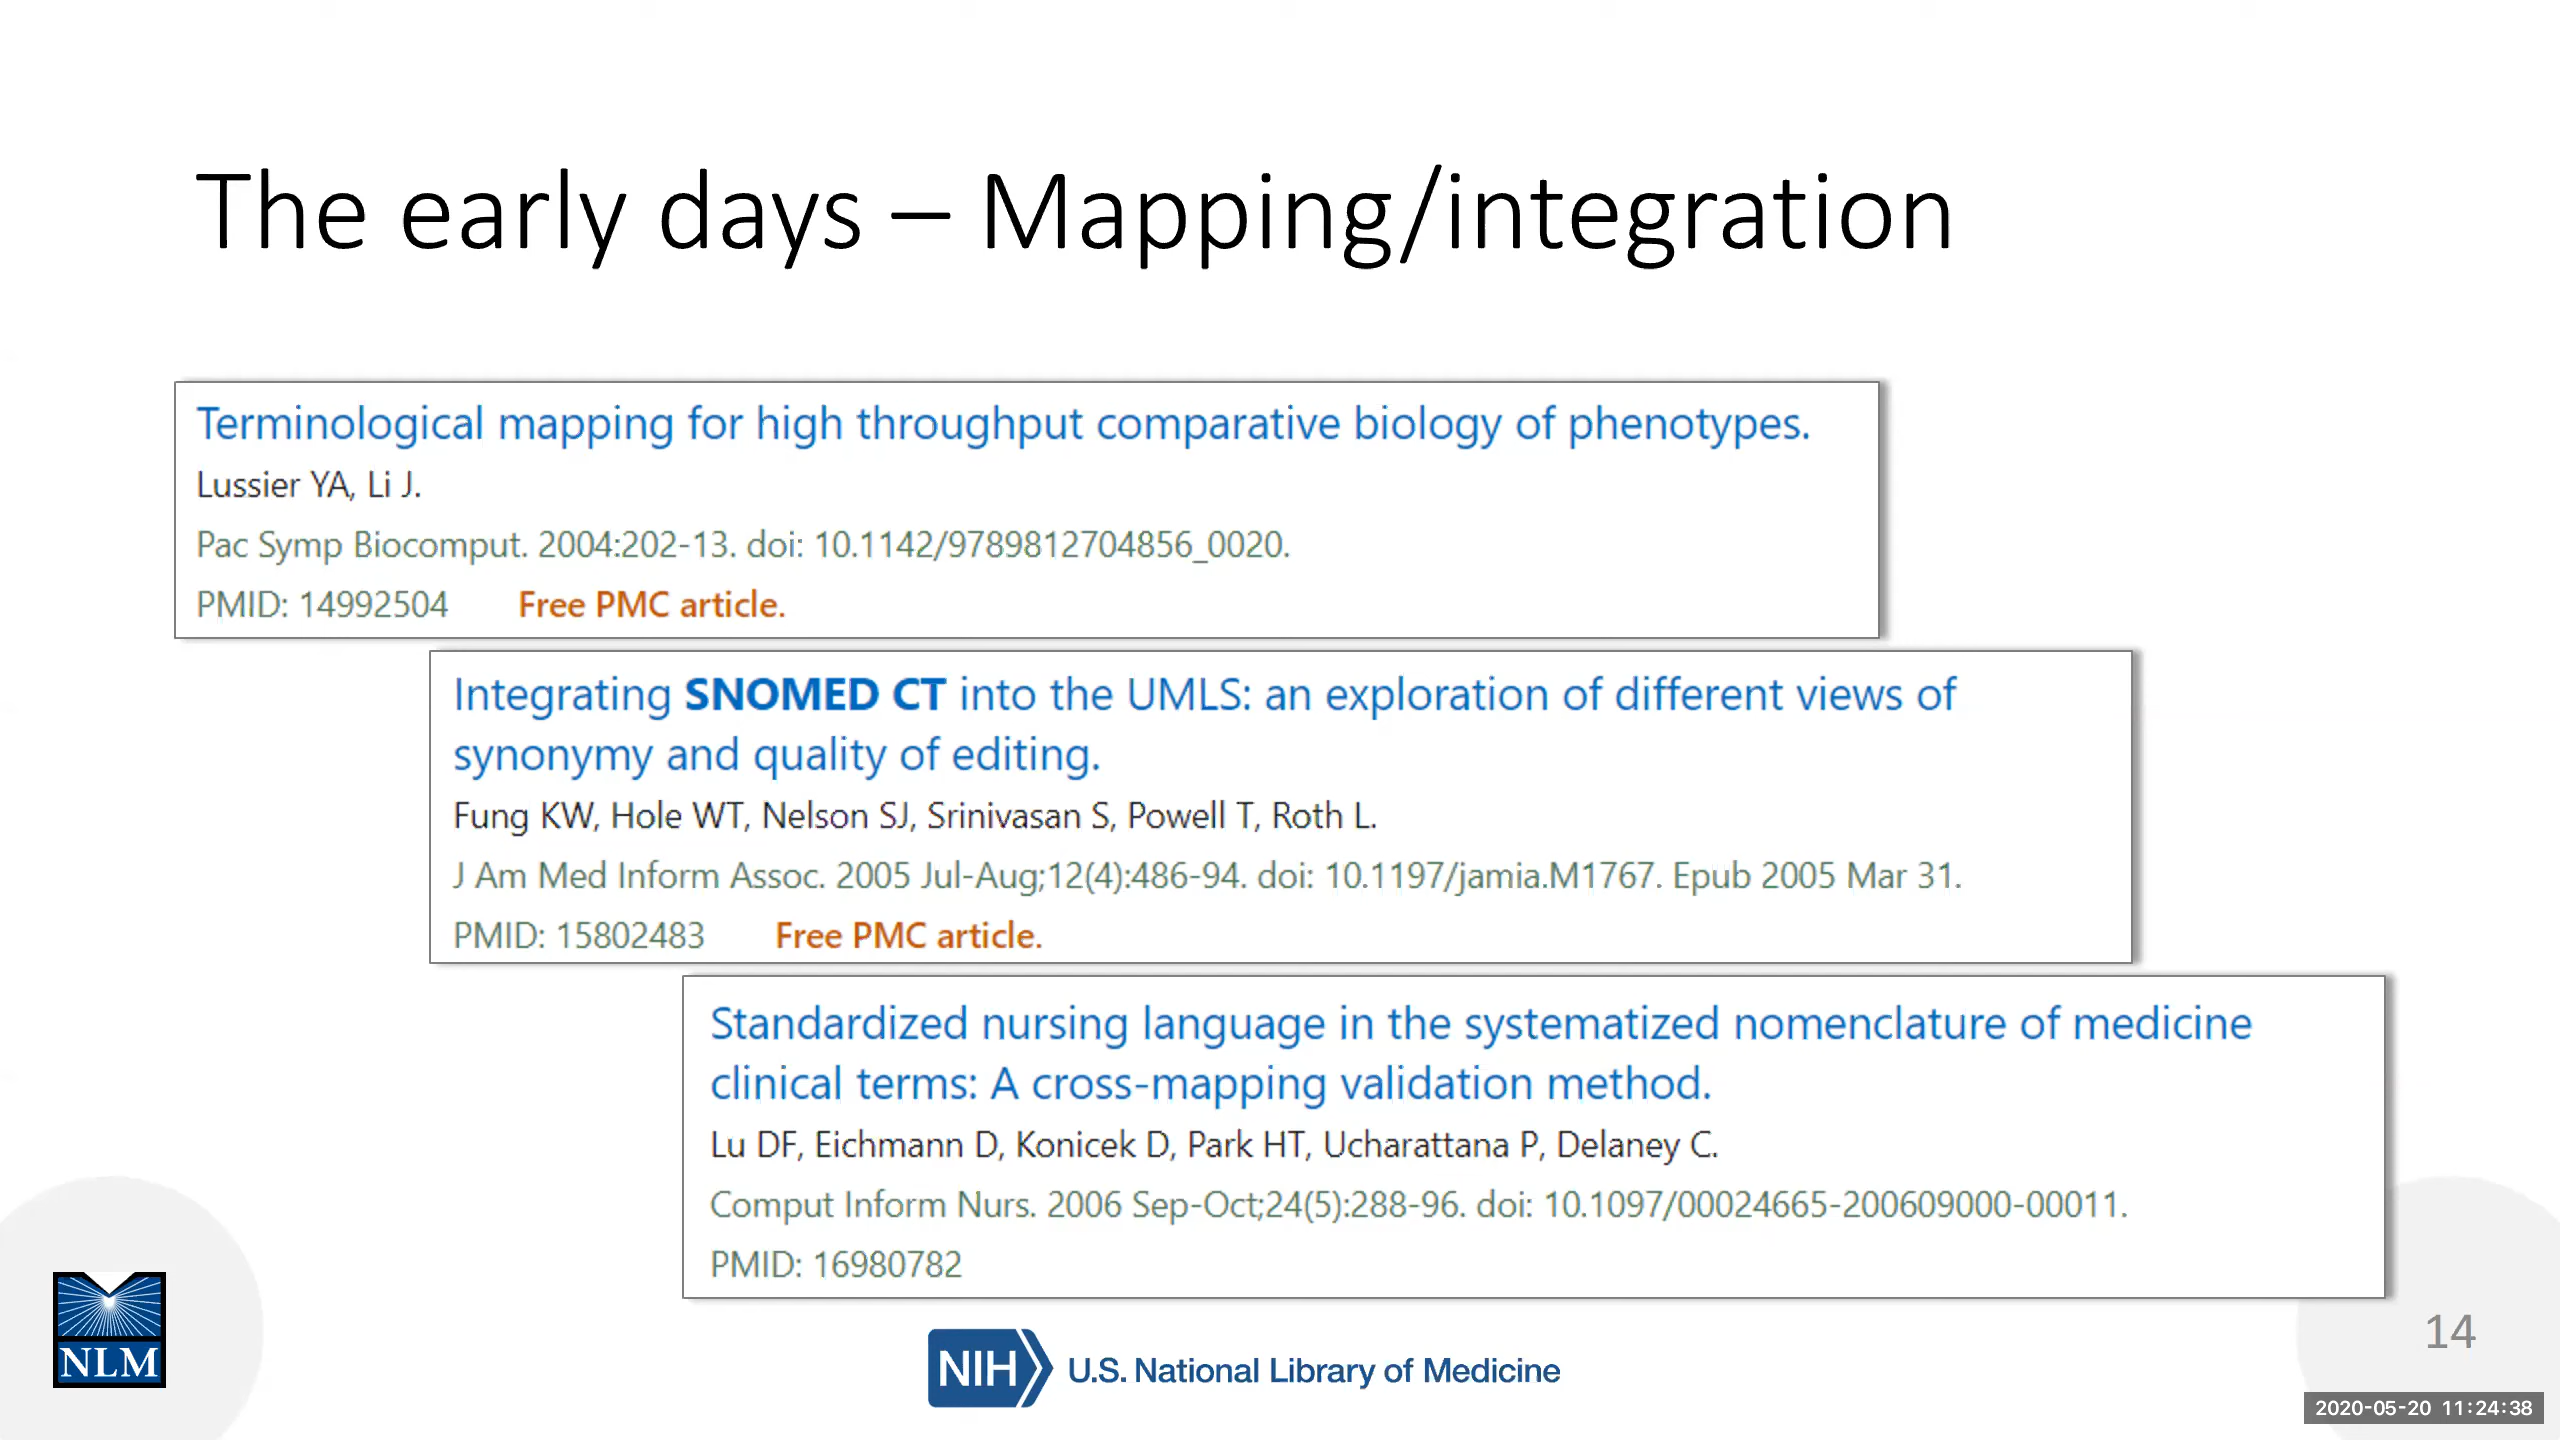 The early days – Mapping/integration
Terminological mapping for high throughput comparative biology of phenotypes.
Lussier YA, Li J.
Pac Symp Biocomput. 2004:202-13. doi: 10.1142/9789812704856_0020.
PMID: 14992504 Free PMC article.
Integrating SNOMED CT into the UMLS: an exploration of different views of
synonymy and quality of editing.
Fung KW, Hole WT, Nelson SJ, Srinivasan S, Powell T, Roth L.
J Am Med Inform Assoc. 2005 Jul-Aug;12(4):486-94. doi: 10.1197/jamia.M1767. Epub 2005 Mar 31.
PMID: 15802483 Free PMC article.
Standardized nursing language in the systematized nomenclature of medicine
clinical terms: A cross-mapping validation method.
Lu DF, Eichmann D, Konicek D, Park HT, Ucharattana P, Delaney C.
Comput Inform Nurs. 2006 Sep-Oct;24(5):288-96. doi: 10.1097/00024665-200609000-00011.
PMID: 16980782
NLM
NIH U.S. National Library of Medicine
14
2020-05-20 11:24:38